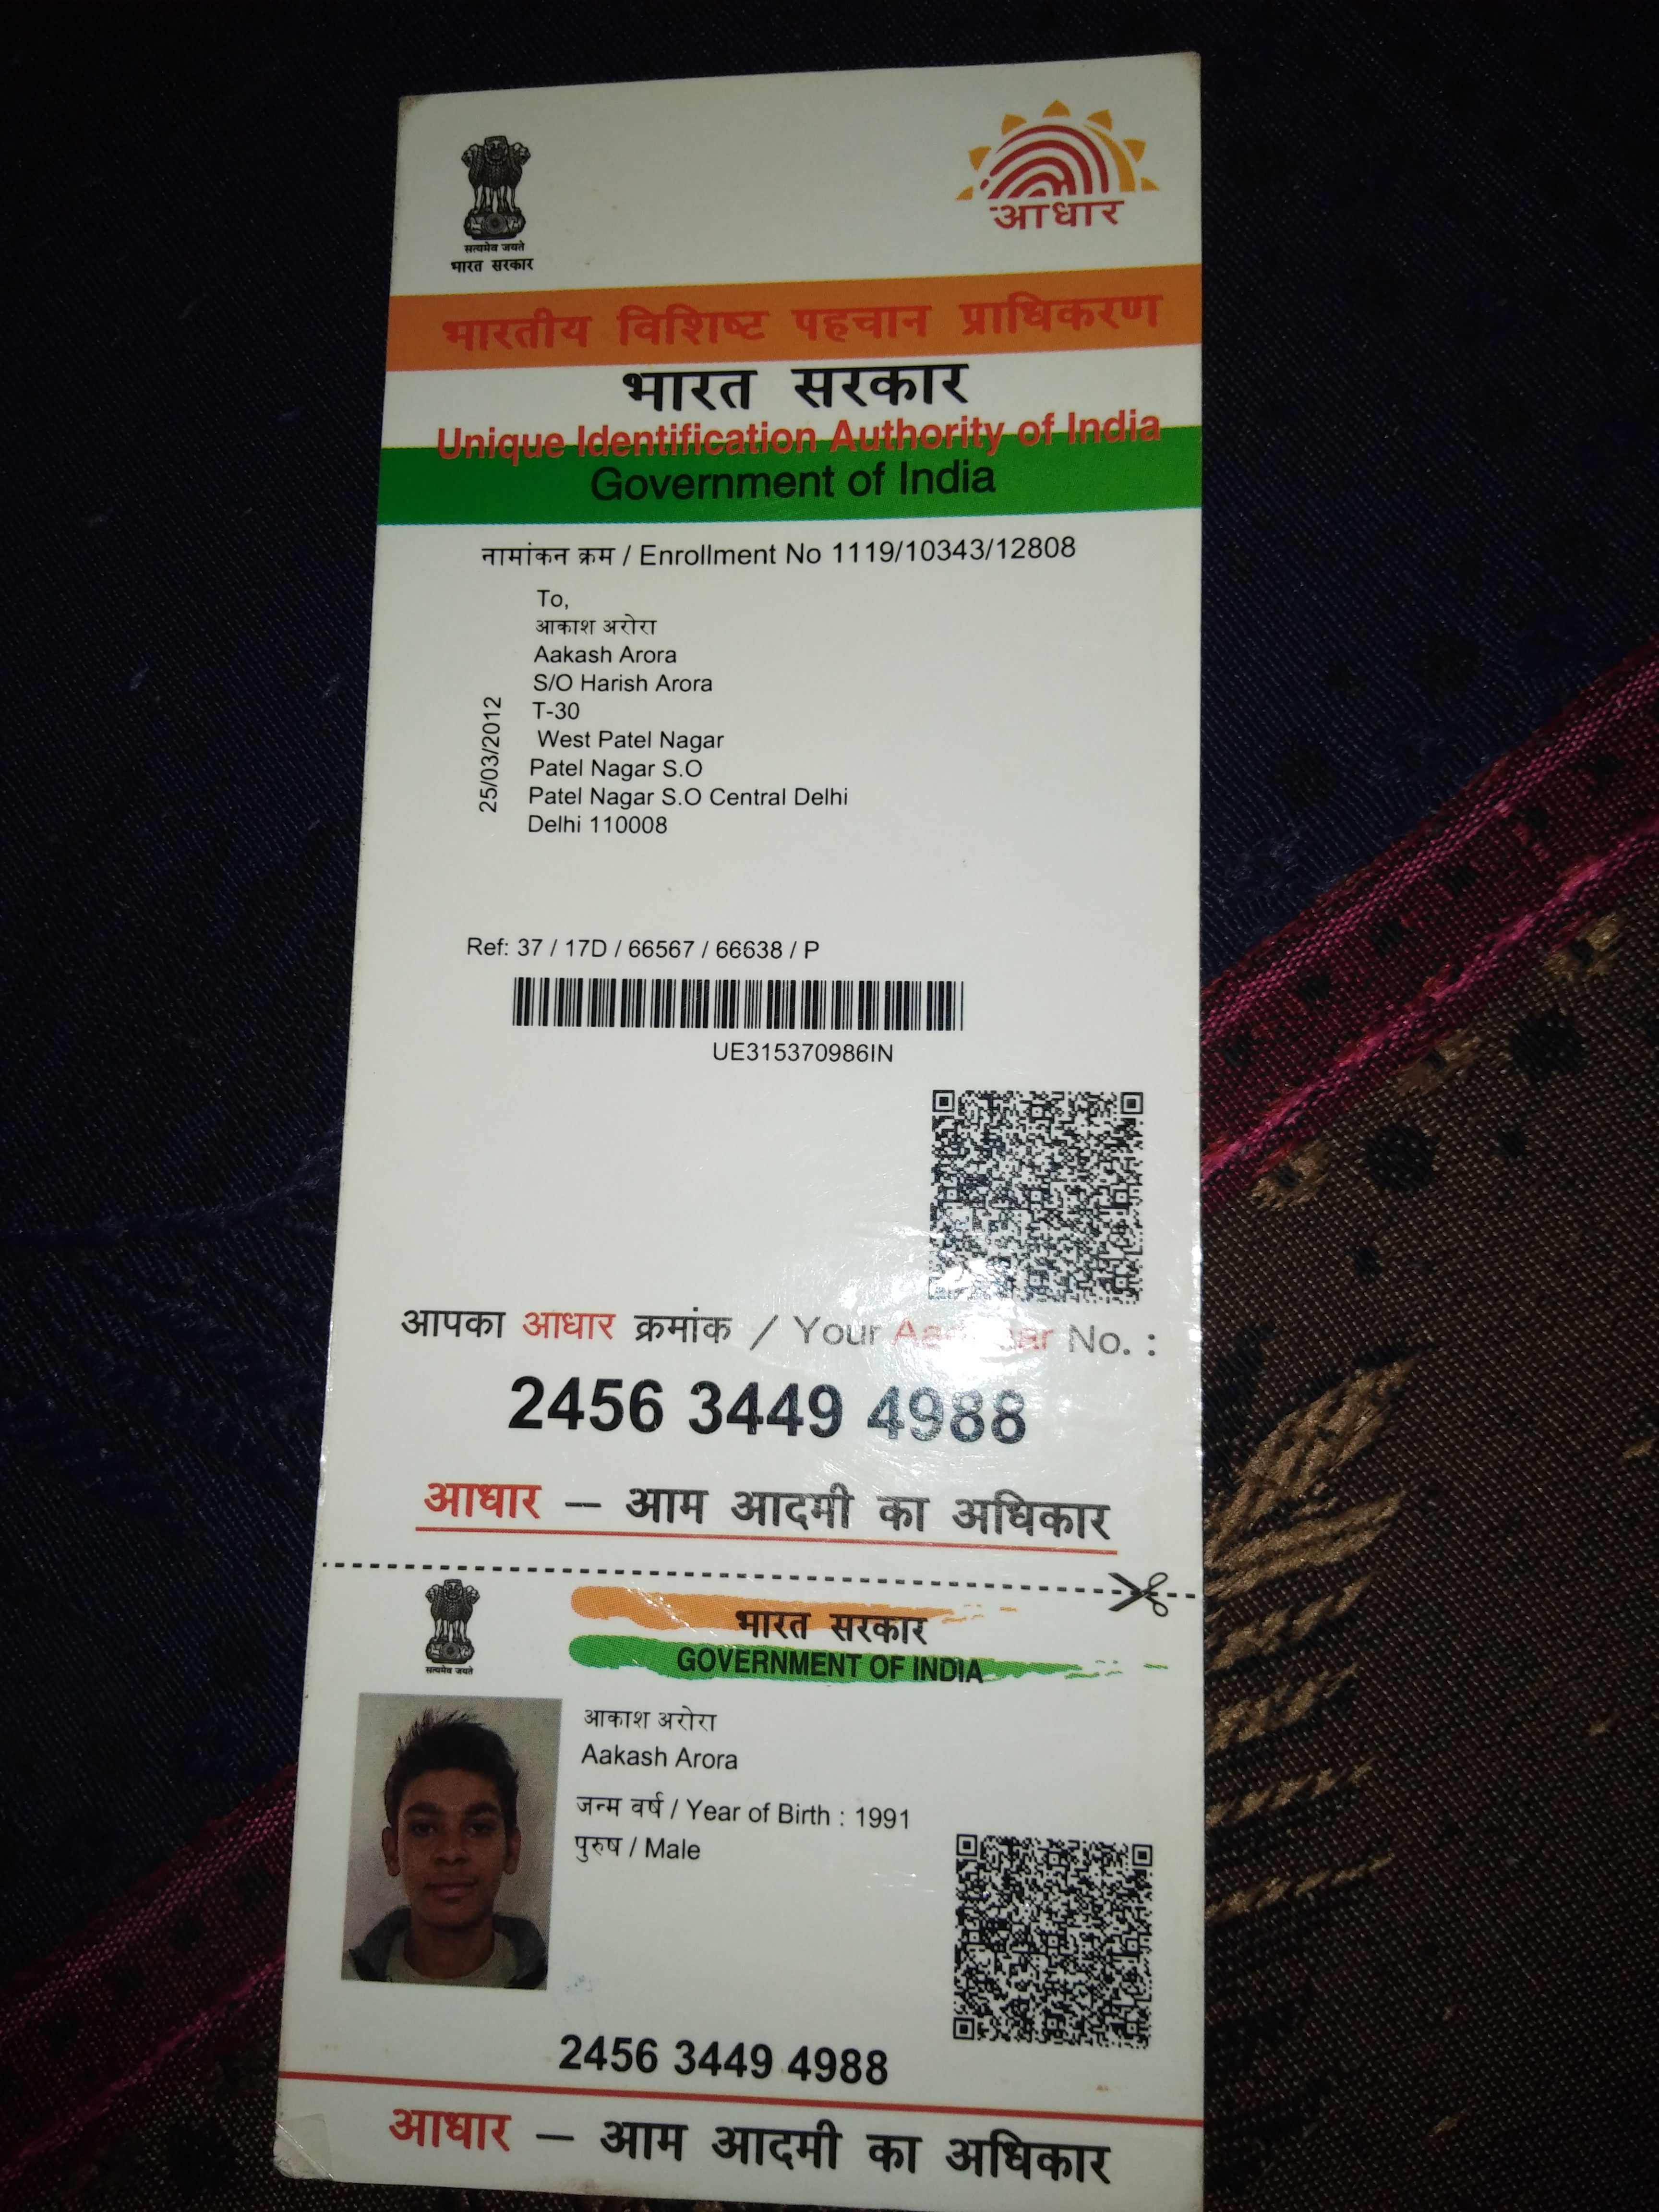 सत्यमेव जयते
भारत सरकार
आधार
भारतीय विशिष्ट पहचान प्राधिकरण
भारत सरकार
Unique Identification Authority of India
Government of India
नामांकन क्रम / Enrollment No 1119/10343/12808
To,
आकाश अरोरा
Aakash Arora
S/O Harish Arora
T-30
West Patel Nagar
Patel Nagar S.O
Patel Nagar S.O Central Delhi
Delhi 110008
25/03/2012
Ref: 37 / 17D / 66567 / 66638 / P
UE315370986IN
आपका आधार क्रमांक / Your Aadhaar No. :
2456 3449 4988
आधार – आम आदमी का अधिकार
सत्यमेव जयते
भारत सरकार
GOVERNMENT OF INDIA
आकाश अरोरा
Aakash Arora
जन्म वर्ष / Year of Birth : 1991
पुरुष / Male
2456 3449 4988
आधार – आम आदमी का अधिकार